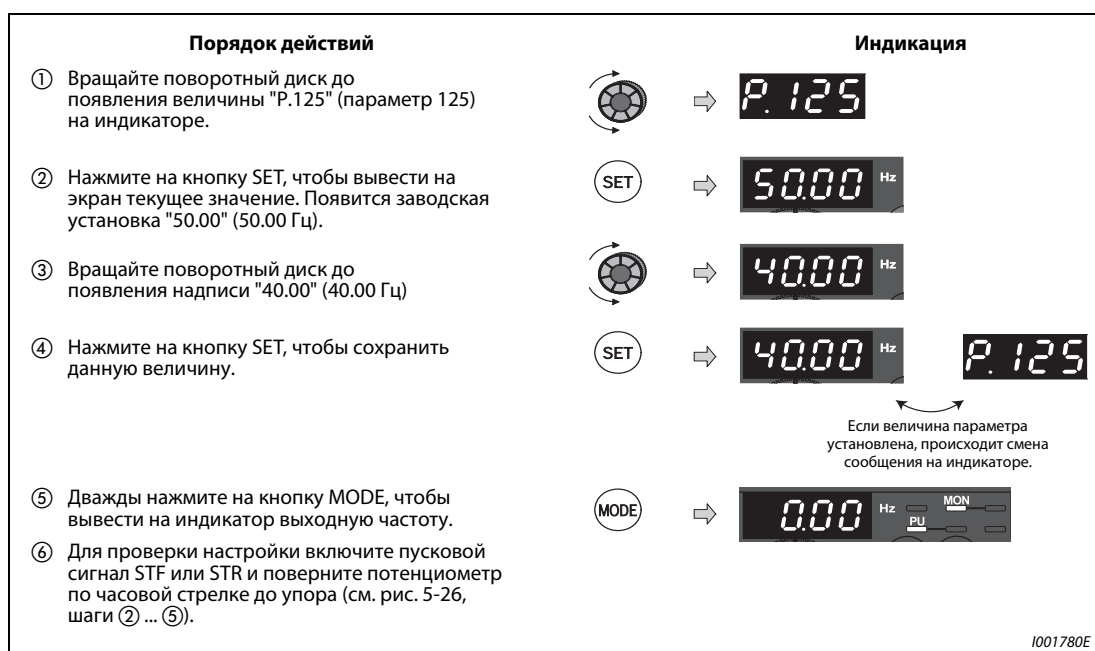 Порядок действий
Индикация
① Вращайте поворотный диск до
появления величины "P.125" (параметр 125)
на индикаторе.
P. 125
② Нажмите на кнопку SET, чтобы вывести на
экран текущее значение. Появится заводская
установка "50.00" (50.00 Гц).
SET
50.00 Hz
③ Вращайте поворотный диск до
появления надписи "40.00" (40.00 Гц)
40.00 Hz
④ Нажмите на кнопку SET, чтобы сохранить
данную величину.
SET
40.00 Hz
P. 125
Если величина параметра
установлена, происходит смена
сообщения на индикаторе.
⑤ Дважды нажмите на кнопку MODE, чтобы
вывести на индикатор выходную частоту.
MODE
0.00 Hz
MON
PU
⑥ Для проверки настройки включите пусковой
сигнал STF или STR и поверните потенциометр
по часовой стрелке до упора (см. рис. 5-26,
шаги ② ... ⑤).
I001780E